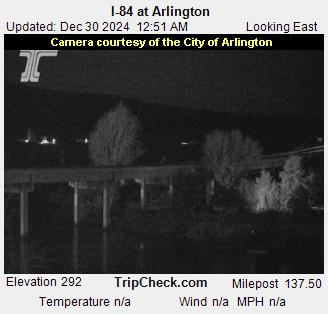 I-84 at Arlington
Updated: Dec 30 2024 12:51 AM Looking East
Camera courtesy of the City of Arlington
Elevation 292 TripCheck.com Milepost 137.50
Temperature n/a Wind n/a MPH n/a